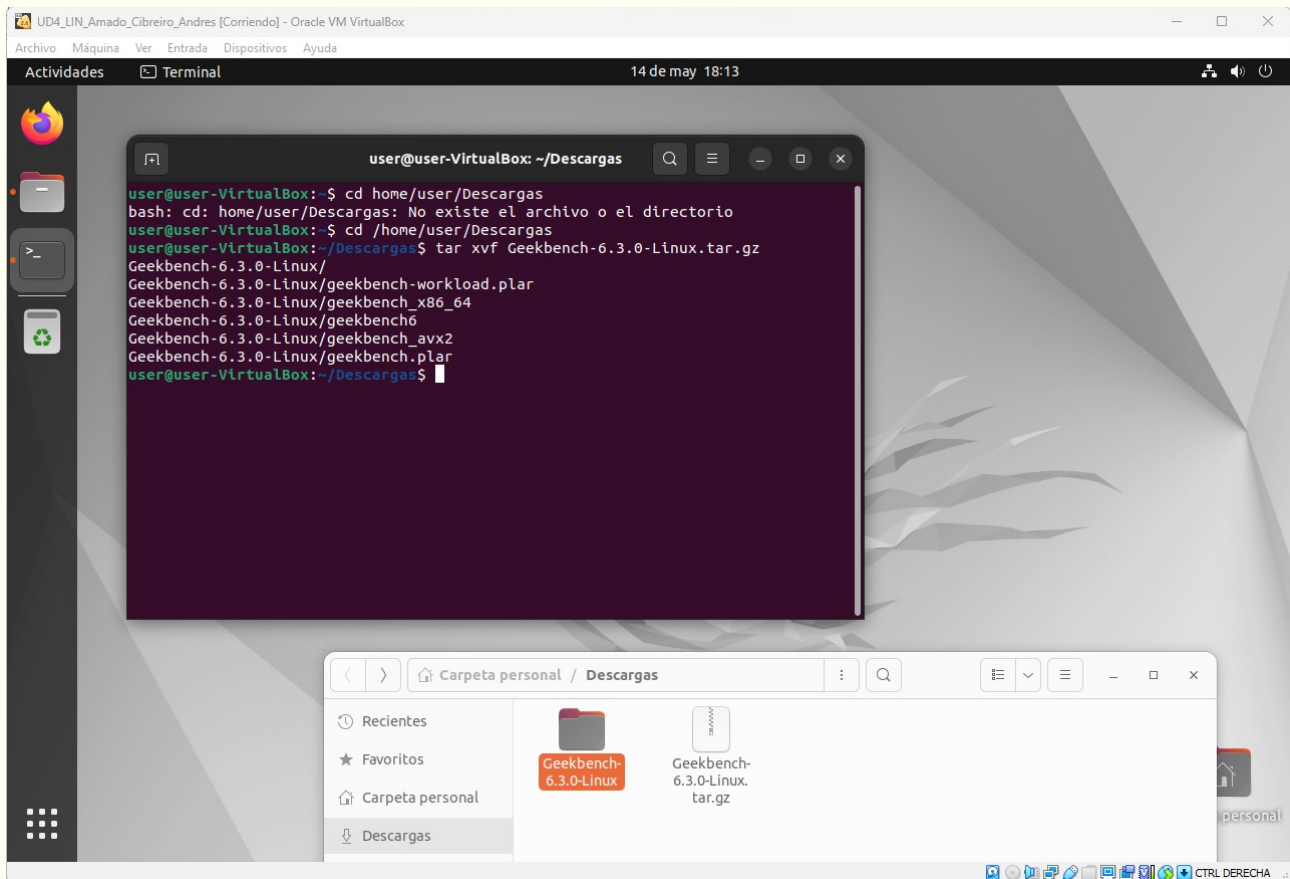 UD4_LIN_Amado_Cibreiro_Andres [Corriendo] - Oracle VM VirtualBox
Archivo Máquina Ver Entrada Dispositivos Ayuda
Actividades Terminal 14 de may 18:13
user@user-VirtualBox: ~/Descargas
user@user-VirtualBox:~$ cd home/user/Descargas
bash: cd: home/user/Descargas: No existe el archivo o el directorio
user@user-VirtualBox:~$ cd /home/user/Descargas
user@user-VirtualBox:~/Descargas$ tar xvf Geekbench-6.3.0-Linux.tar.gz
Geekbench-6.3.0-Linux/
Geekbench-6.3.0-Linux/geekbench-workload.plar
Geekbench-6.3.0-Linux/geekbench_x86_64
Geekbench-6.3.0-Linux/geekbench6
Geekbench-6.3.0-Linux/geekbench_avx2
Geekbench-6.3.0-Linux/geekbench.plar
user@user-VirtualBox:~/Descargas$
Carpeta personal / Descargas
Recientes
Favoritos
Carpeta personal
Descargas
Geekbench-
6.3.0-Linux
Geekbench-
6.3.0-Linux.
tar.gz
personal
CTRL DERECHA